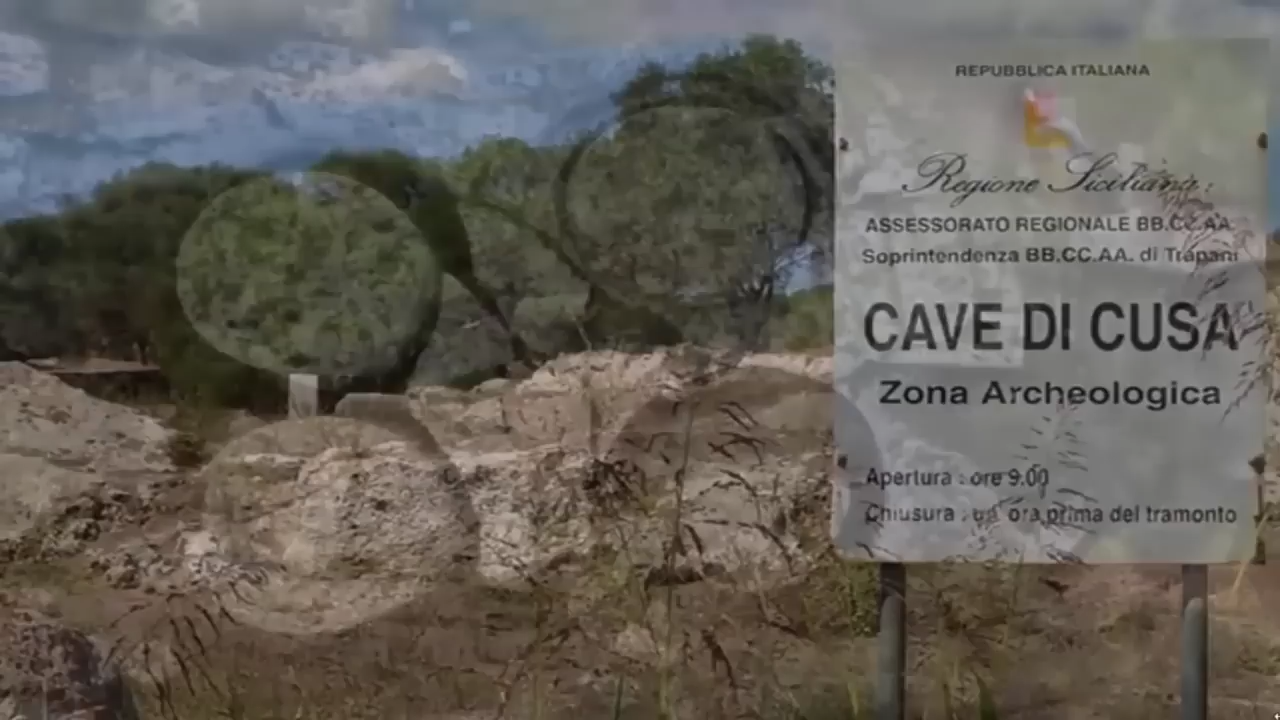 REPUBBLICA ITALIANA
Regione Siciliana
ASSESSORATO REGIONALE BB.CC.AA.
Soprintendenza BB.CC.AA. di Trapani
CAVE DI CUSA
Zona Archeologica
Apertura : ore 9.00
Chiusura : ora prima del tramonto